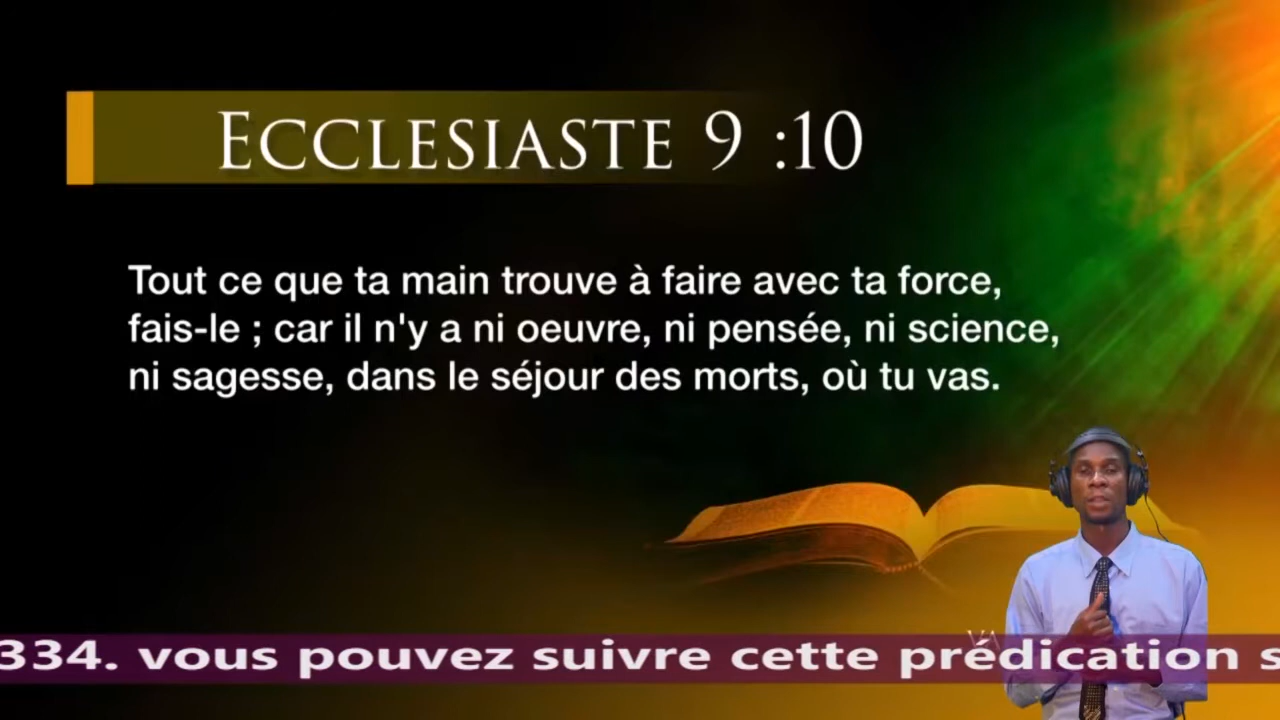 ECCLESIASTE 9 :10
Tout ce que ta main trouve à faire avec ta force,
fais-le ; car il n'y a ni oeuvre, ni pensée, ni science,
ni sagesse, dans le séjour des morts, où tu vas.
334. vous pouvez suivre cette prédication s